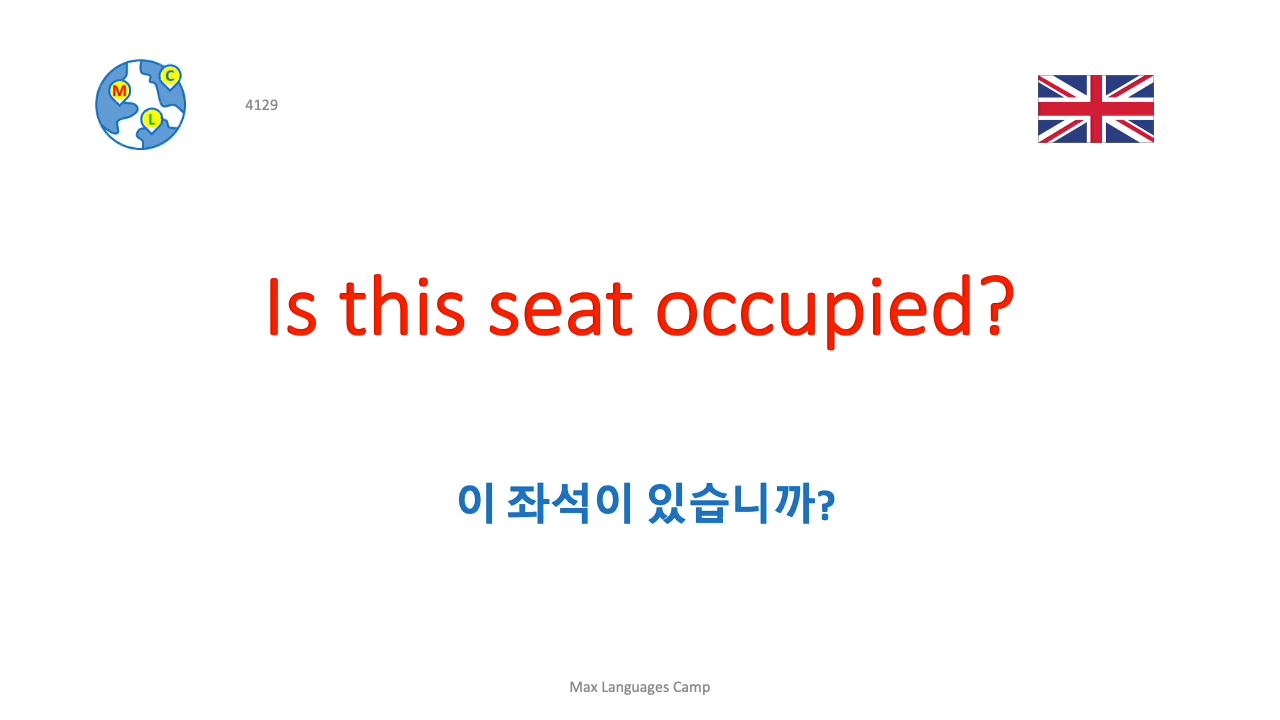 M
C
L
4129
Is this seat occupied?
이 좌석이 있습니까?
Max Languages Camp